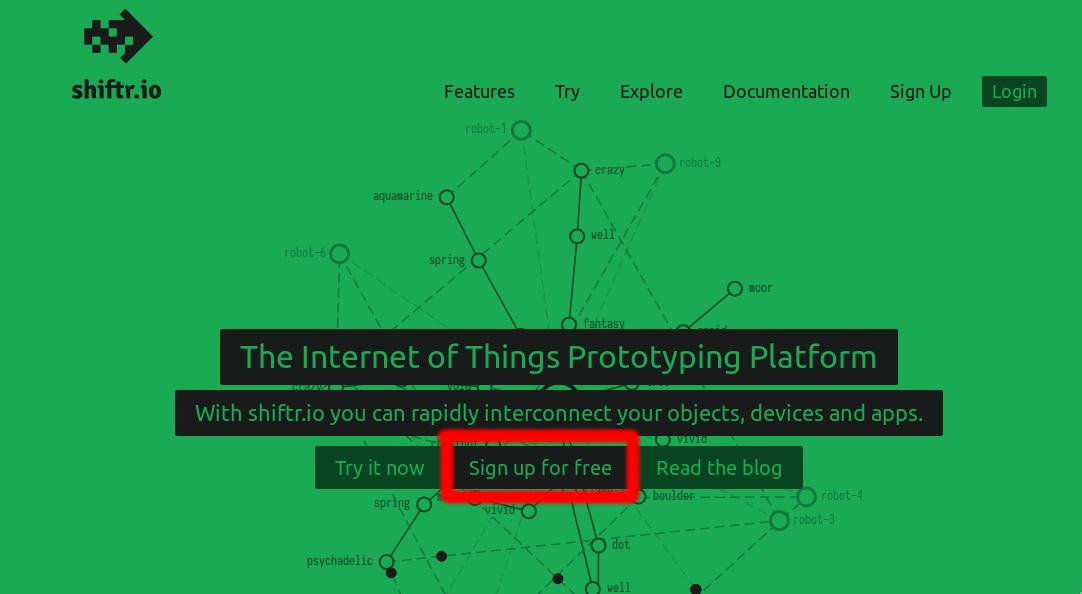 shiftr.io
Features Try Explore Documentation Sign Up Login
robot-1
crazy
robot-9
aquamarine
well
robot-6
spring
moor
fantasy
The Internet of Things Prototyping Platform
crazy
With shiftr.io you can rapidly interconnect your objects, devices and apps.
vivid
Try it now Sign up for free Read the blog
boulder
robot-4
spring
vivid
robot-3
dot
psychadelic
well